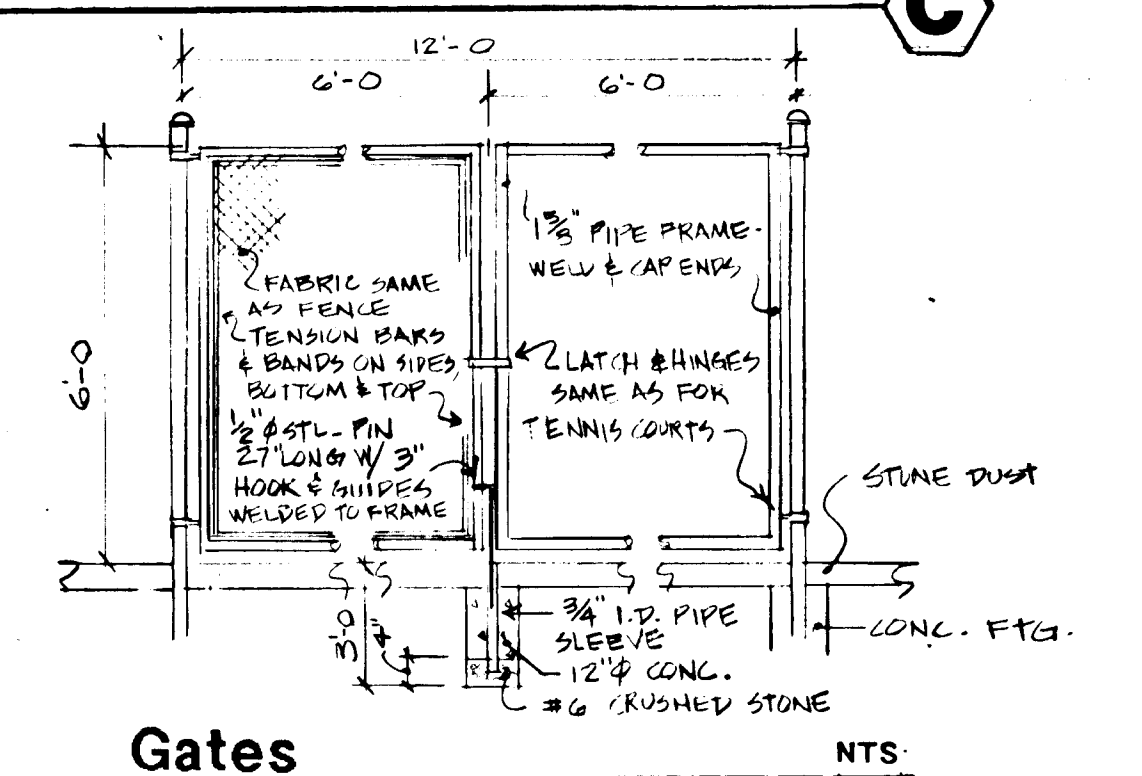 C
12'-0
6'-0
6'-0
6'-0
FABRIC SAME
AS FENCE
TENSION BARS
& BANDS ON SIDES,
BOTTOM & TOP
1/2" φ STL-PIN
27" LONG W/ 3"
HOOK & GUIDES
WELDED TO FRAME
1 5/8" PIPE FRAME-
WELD & CAP ENDS
LATCH & HINGES
SAME AS FOR
TENNIS COURTS
STONE DUST
3'-0
4"
3/4" I.D. PIPE
SLEEVE
12" φ CONC.
#6 CRUSHED STONE
CONC. FTG.
Gates
NTS·